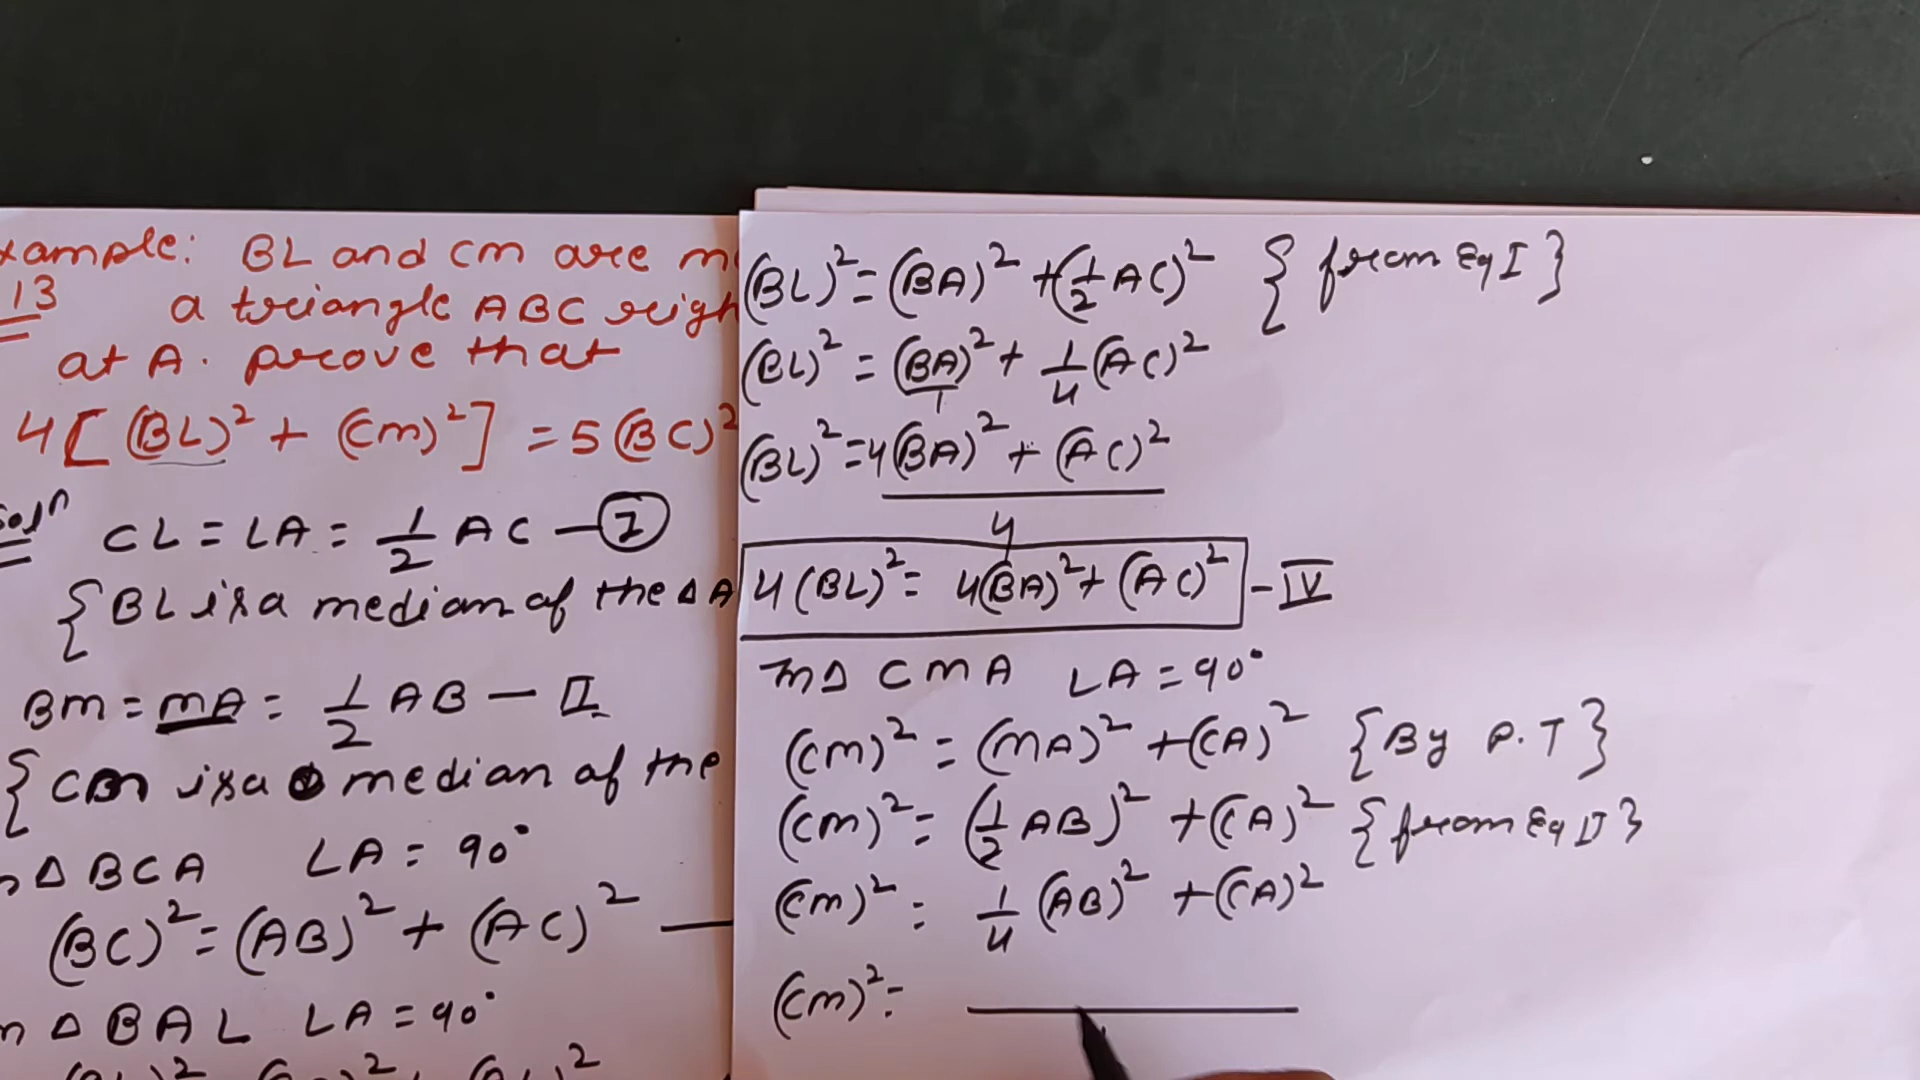 xample: BL and CM are m
13 a triangle ABC righ
at A. prove that
4[(BL)² + (CM)²] = 5(BC)²
Solⁿ CL = LA = 1/2 AC — I
{BL is a median of the Δ A
BM = MA = 1/2 AB — II
{CM is a median of the
n Δ BCA ∠A = 90°
(BC)² = (AB)² + (AC)² —
n Δ BAL ∠A = 90°
(BL)² = (BA)² + (1/2 AC)² {from Eq I}
(BL)² = (BA)²/1 + 1/4 (AC)²
(BL)² = 4(BA)² + (AC)² / 4
4(BL)² = 4(BA)² + (AC)² - IV
In Δ CMA ∠A = 90°
(CM)² = (MA)² + (CA)² {By P.T}
(CM)² = (1/2 AB)² + (CA)² {from Eq II}
(CM)² = 1/4 (AB)² + (CA)²
(CM)² =